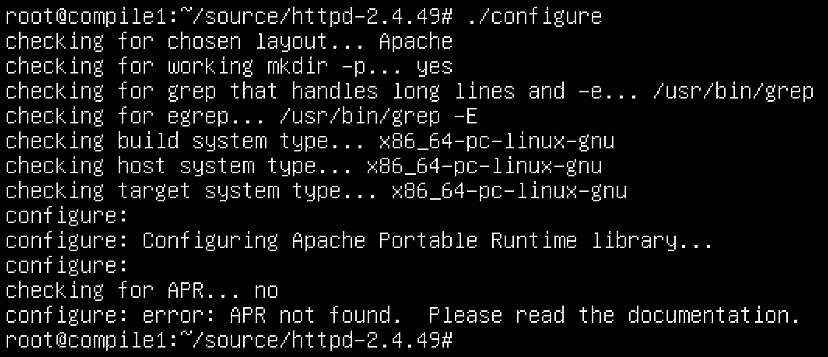 root@compile1:~/source/httpd-2.4.49# ./configure
checking for chosen layout... Apache
checking for working mkdir -p... yes
checking for grep that handles long lines and -e... /usr/bin/grep
checking for egrep... /usr/bin/grep -E
checking build system type... x86_64-pc-linux-gnu
checking host system type... x86_64-pc-linux-gnu
checking target system type... x86_64-pc-linux-gnu
configure:
configure: Configuring Apache Portable Runtime library...
configure:
checking for APR... no
configure: error: APR not found.  Please read the documentation.
root@compile1:~/source/httpd-2.4.49#